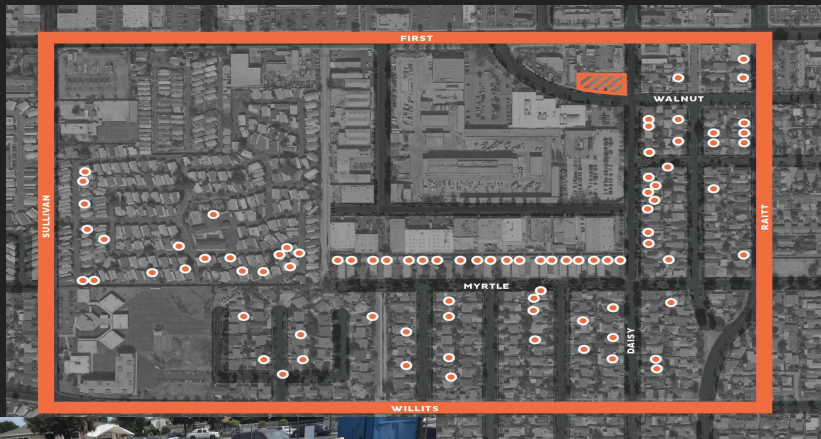 FIRST
WALNUT
SULLIVAN
RAITT
MYRTLE
DAISY
WILLITS